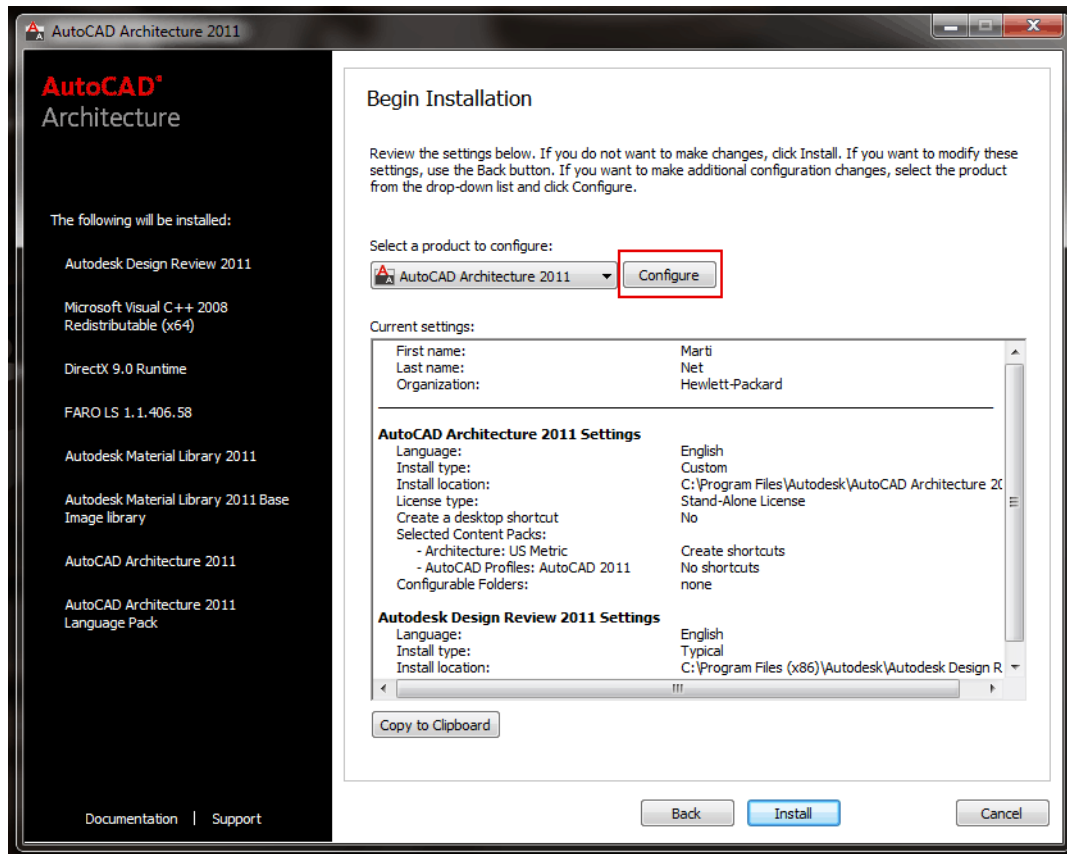 AutoCAD Architecture 2011
AutoCAD®
Architecture
The following will be installed:
Autodesk Design Review 2011
Microsoft Visual C++ 2008
Redistributable (x64)
DirectX 9.0 Runtime
FARO LS 1.1.406.58
Autodesk Material Library 2011
Autodesk Material Library 2011 Base
Image library
AutoCAD Architecture 2011
AutoCAD Architecture 2011
Language Pack
Documentation | Support
Begin Installation
Review the settings below. If you do not want to make changes, click Install. If you want to modify these
settings, use the Back button. If you want to make additional configuration changes, select the product
from the drop-down list and click Configure.
Select a product to configure:
AutoCAD Architecture 2011 Configure
Current settings:
First name: Marti
Last name: Net
Organization: Hewlett-Packard
AutoCAD Architecture 2011 Settings
Language: English
Install type: Custom
Install location: C:\Program Files\Autodesk\AutoCAD Architecture 20
License type: Stand-Alone License
Create a desktop shortcut No
Selected Content Packs:
- Architecture: US Metric Create shortcuts
- AutoCAD Profiles: AutoCAD 2011 No shortcuts
Configurable Folders: none
Autodesk Design Review 2011 Settings
Language: English
Install type: Typical
Install location: C:\Program Files (x86)\Autodesk\Autodesk Design R
Copy to Clipboard
Back Install Cancel